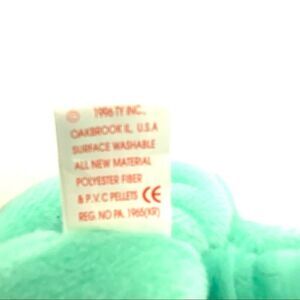 © 1996 TY INC.,
OAKBROOK IL, U.S.A
SURFACE WASHABLE
ALL NEW MATERIAL
POLYESTER FIBER
& P.V.C PELLETS CE
REG. NO PA. 1965(KR)